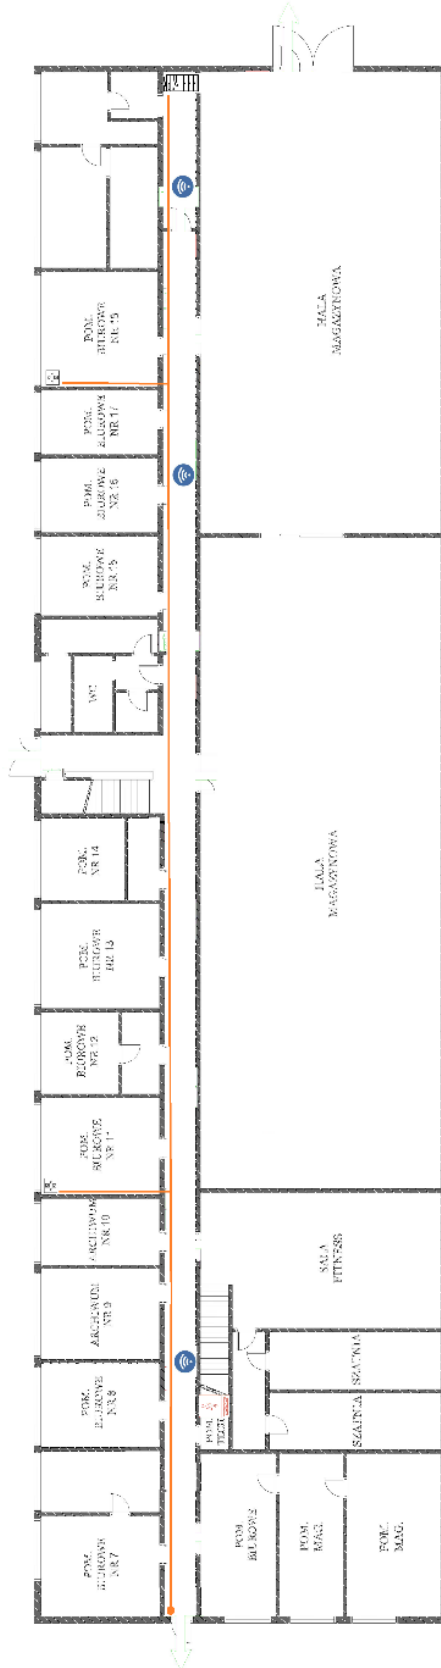 POM.
BIUROWE
HALA
MAGAZYNOWA
POM.
BIUROWE
NR 17
POM.
BIUROWE
NR 16
POM.
BIUROWE
WC
POM.
NR 14
HALA
MAGAZYNOWA
POM.
BIUROWE
NR 13
POM.
BIUROWE
NR 12
POM.
BIUROWE
NR 11
ARCHIWUM
NR 10
SALA
FITNESS
ARCHIWUM
NR 9
SZATNIA
POM.
BIUROWE
NR 8
SZATNIA
POM.
TECH.
POM.
BIUROWE
NR 7
POM
BIUROWE
POM.
MAG.
POM.
MAG.